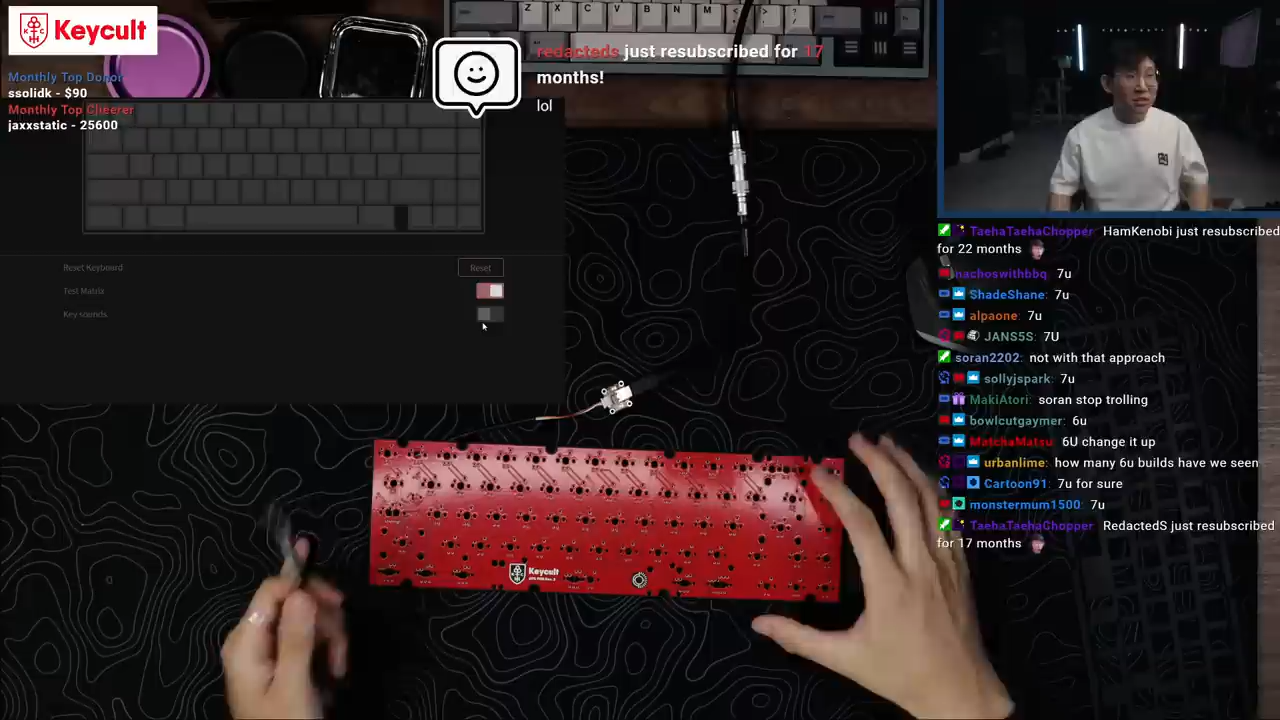 Keycult
Monthly Top Donor
ssolidk - $90
Monthly Top Cheerer
jaxxstatic - 25600
redacteds just resubscribed for 17
months!
lol
Z X C V B N M < > ?
Reset Keyboard
Reset
Test Matrix
Key sounds
Keycult
TaehaTaehaChopper HamKenobi just resubscribed
for 22 months
nachoswithbbq: 7u
ShadeShane: 7u
alpaone: 7u
JANS5S: 7U
soran2202: not with that approach
sollyjspark: 7u
MakiAtori: soran stop trolling
bowlcutgaymer: 6u
MatchaMatsu: 6U change it up
urbanlime: how many 6u builds have we seen
Cartoon91: 7u for sure
monstermum1500: 7u
TaehaTaehaChopper RedactedS just resubscribed
for 17 months